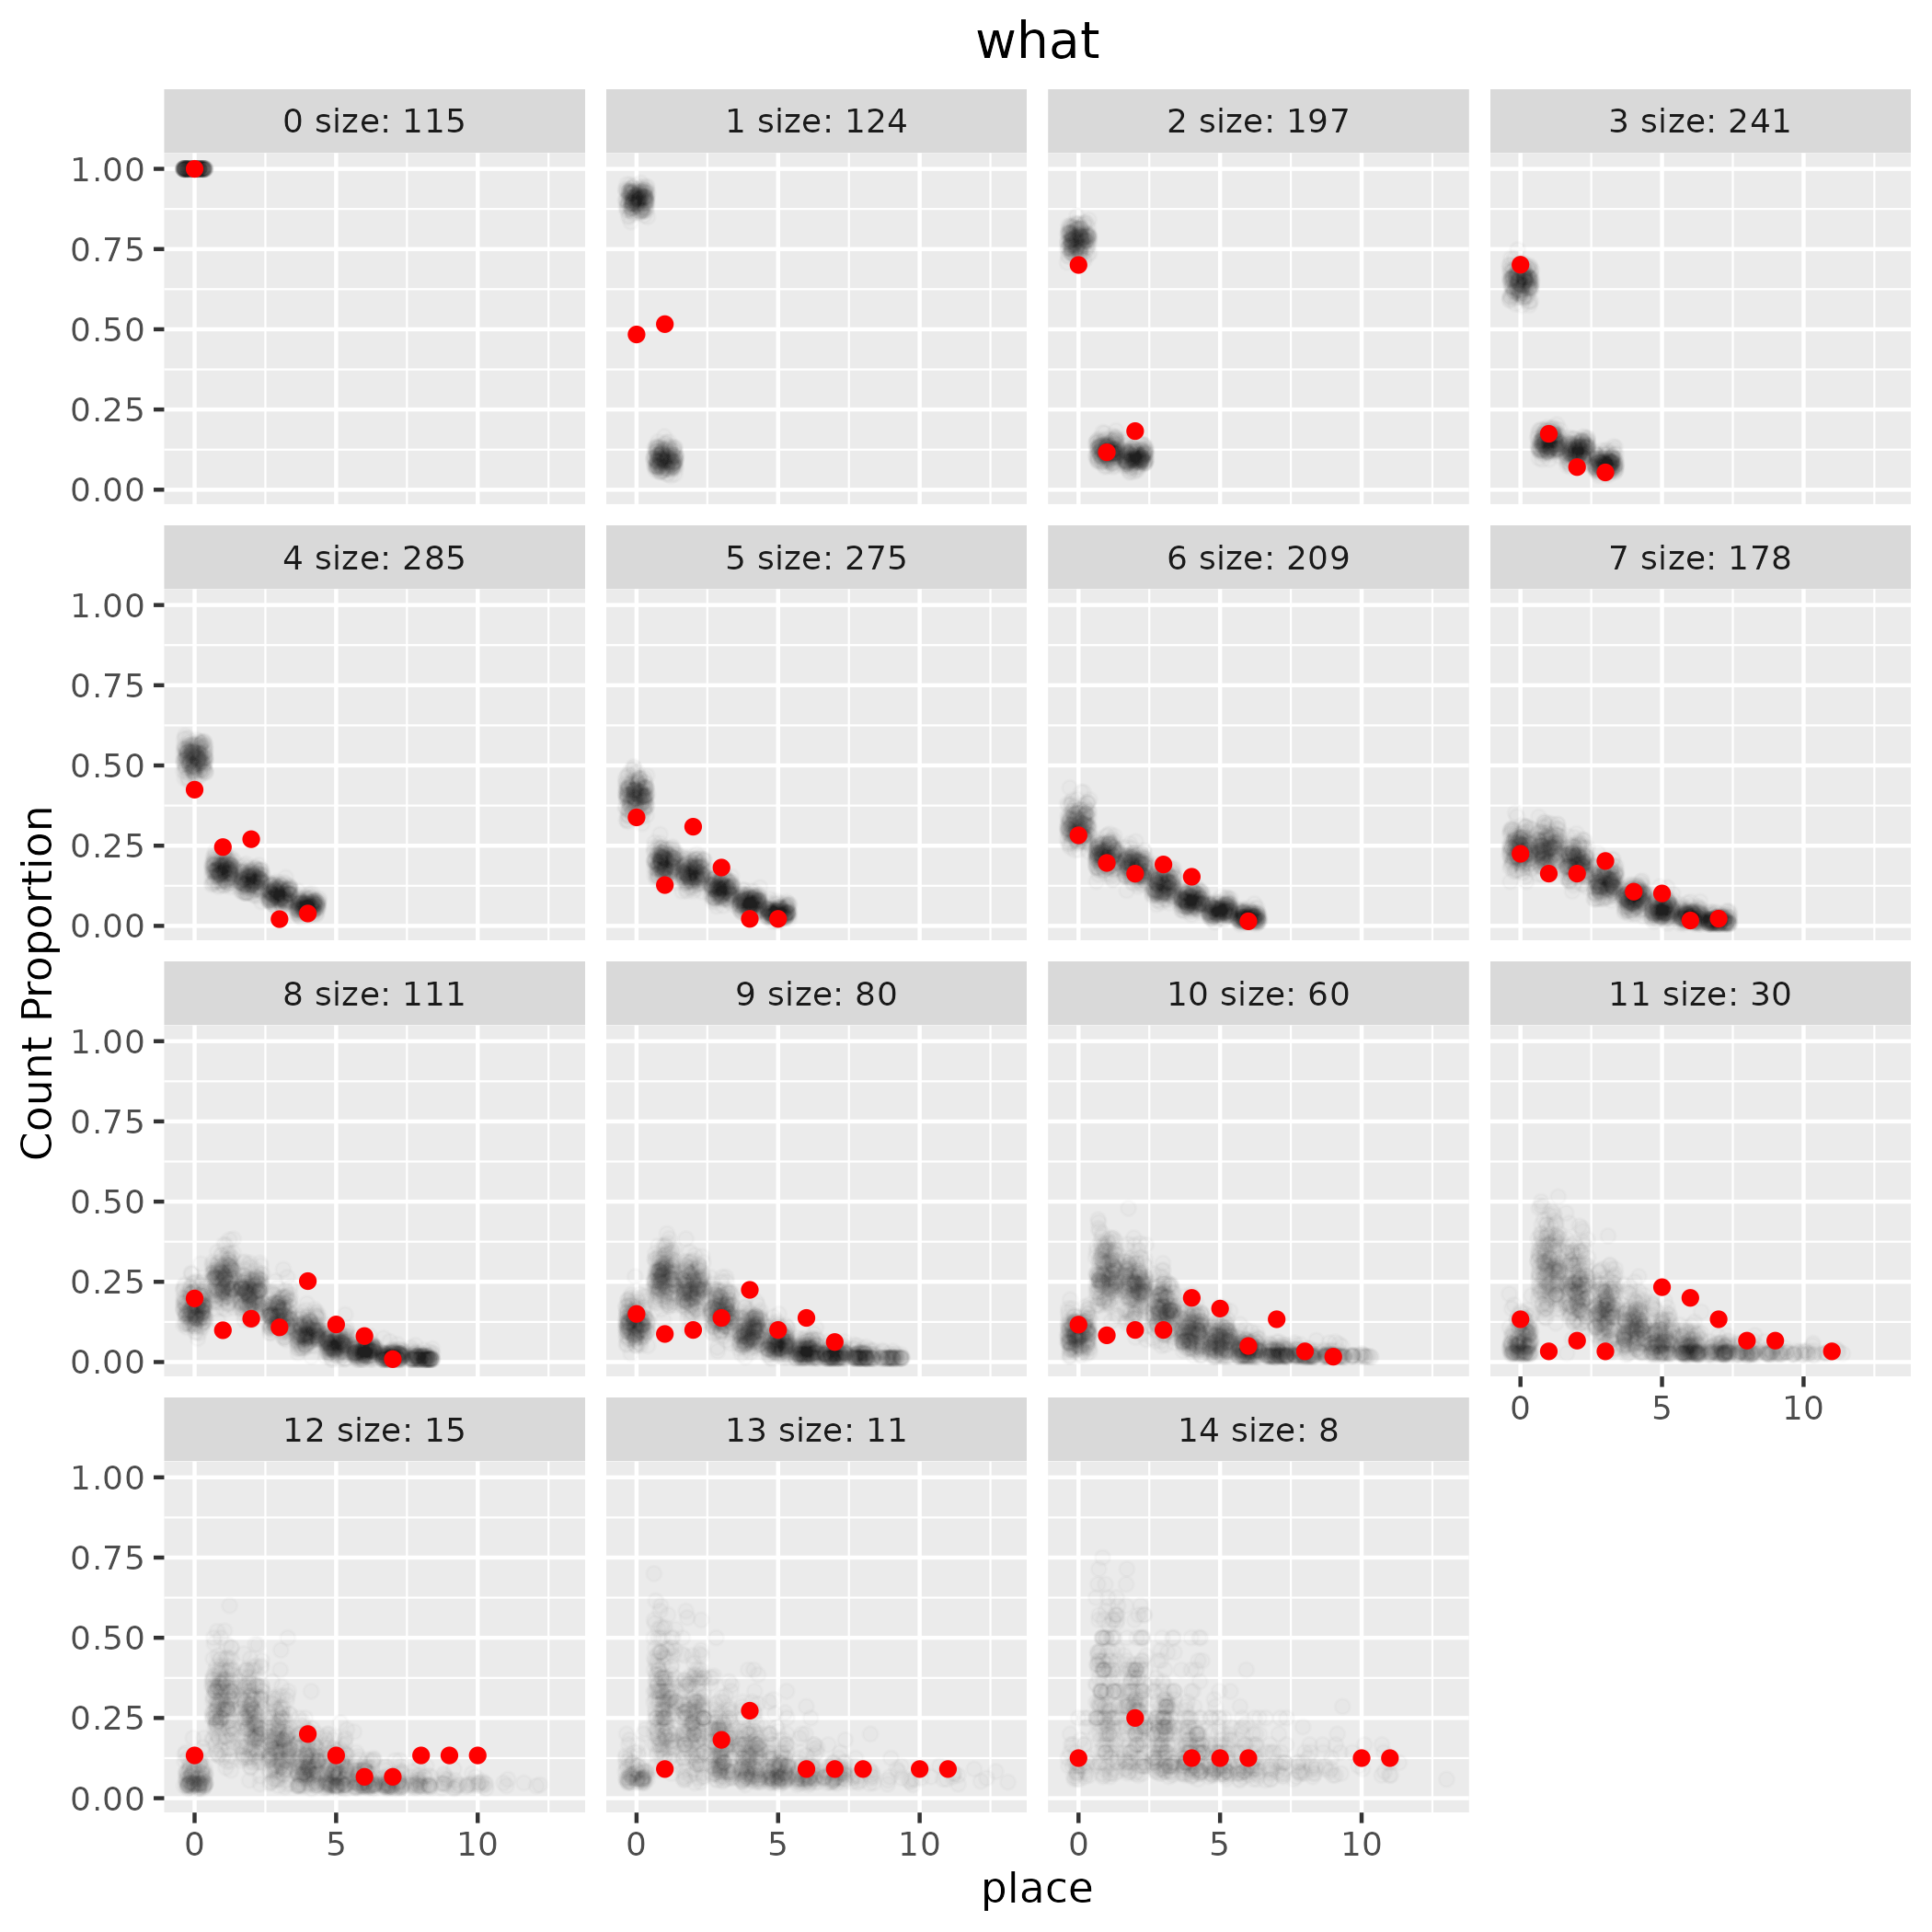 what
0 size: 115
1 size: 124
2 size: 197
3 size: 241
1.00
0.75
0.50
0.25
0.00
4 size: 285
5 size: 275
6 size: 209
7 size: 178
1.00
0.75
0.50
0.25
0.00
Count Proportion
8 size: 111
9 size: 80
10 size: 60
11 size: 30
1.00
0.75
0.50
0.25
0.00
0 5 10
12 size: 15
13 size: 11
14 size: 8
1.00
0.75
0.50
0.25
0.00
0 5 10
0 5 10
0 5 10
place